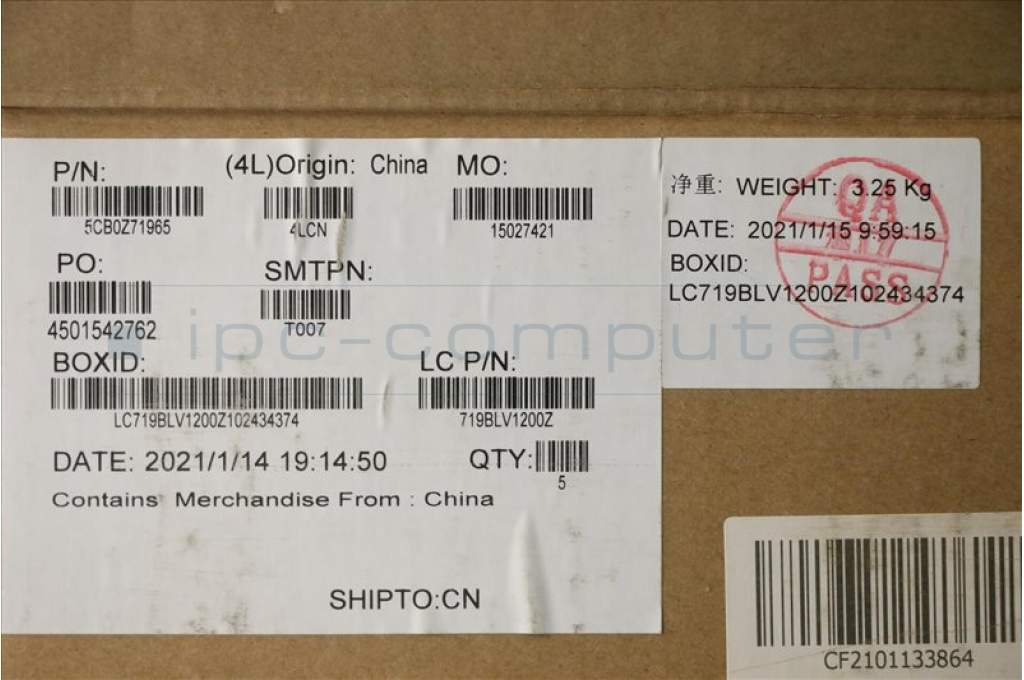 P/N:
(4L)Origin: China
MO:
5CB0Z71965
4LCN
15027421
PO:
SMTPN:
4501542762
T007
BOXID:
LC P/N:
LC719BLV1200Z102434374
719BLV1200Z
DATE: 2021/1/14 19:14:50
QTY:
5
Contains Merchandise From : China
SHIPTO:CN
净重: WEIGHT: 3.25 Kg
DATE: 2021/1/15 9:59:15
BOXID:
LC719BLV1200Z102434374
QA
PASS
ipc-computer
CF2101133864